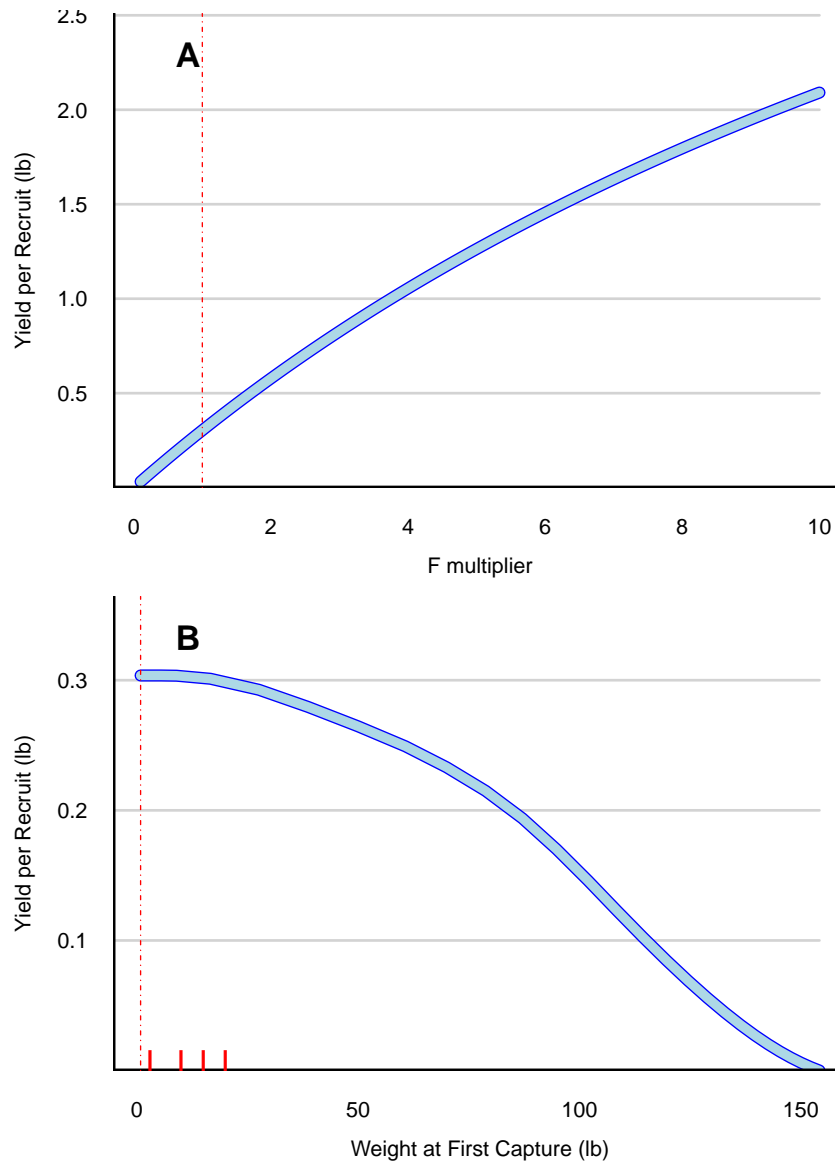 2.5
A
2.0
1.5
1.0
0.5
Yield per Recruit (lb)
0 2 4 6 8 10
F multiplier
B
0.3
0.2
0.1
Yield per Recruit (lb)
0 50 100 150
Weight at First Capture (lb)